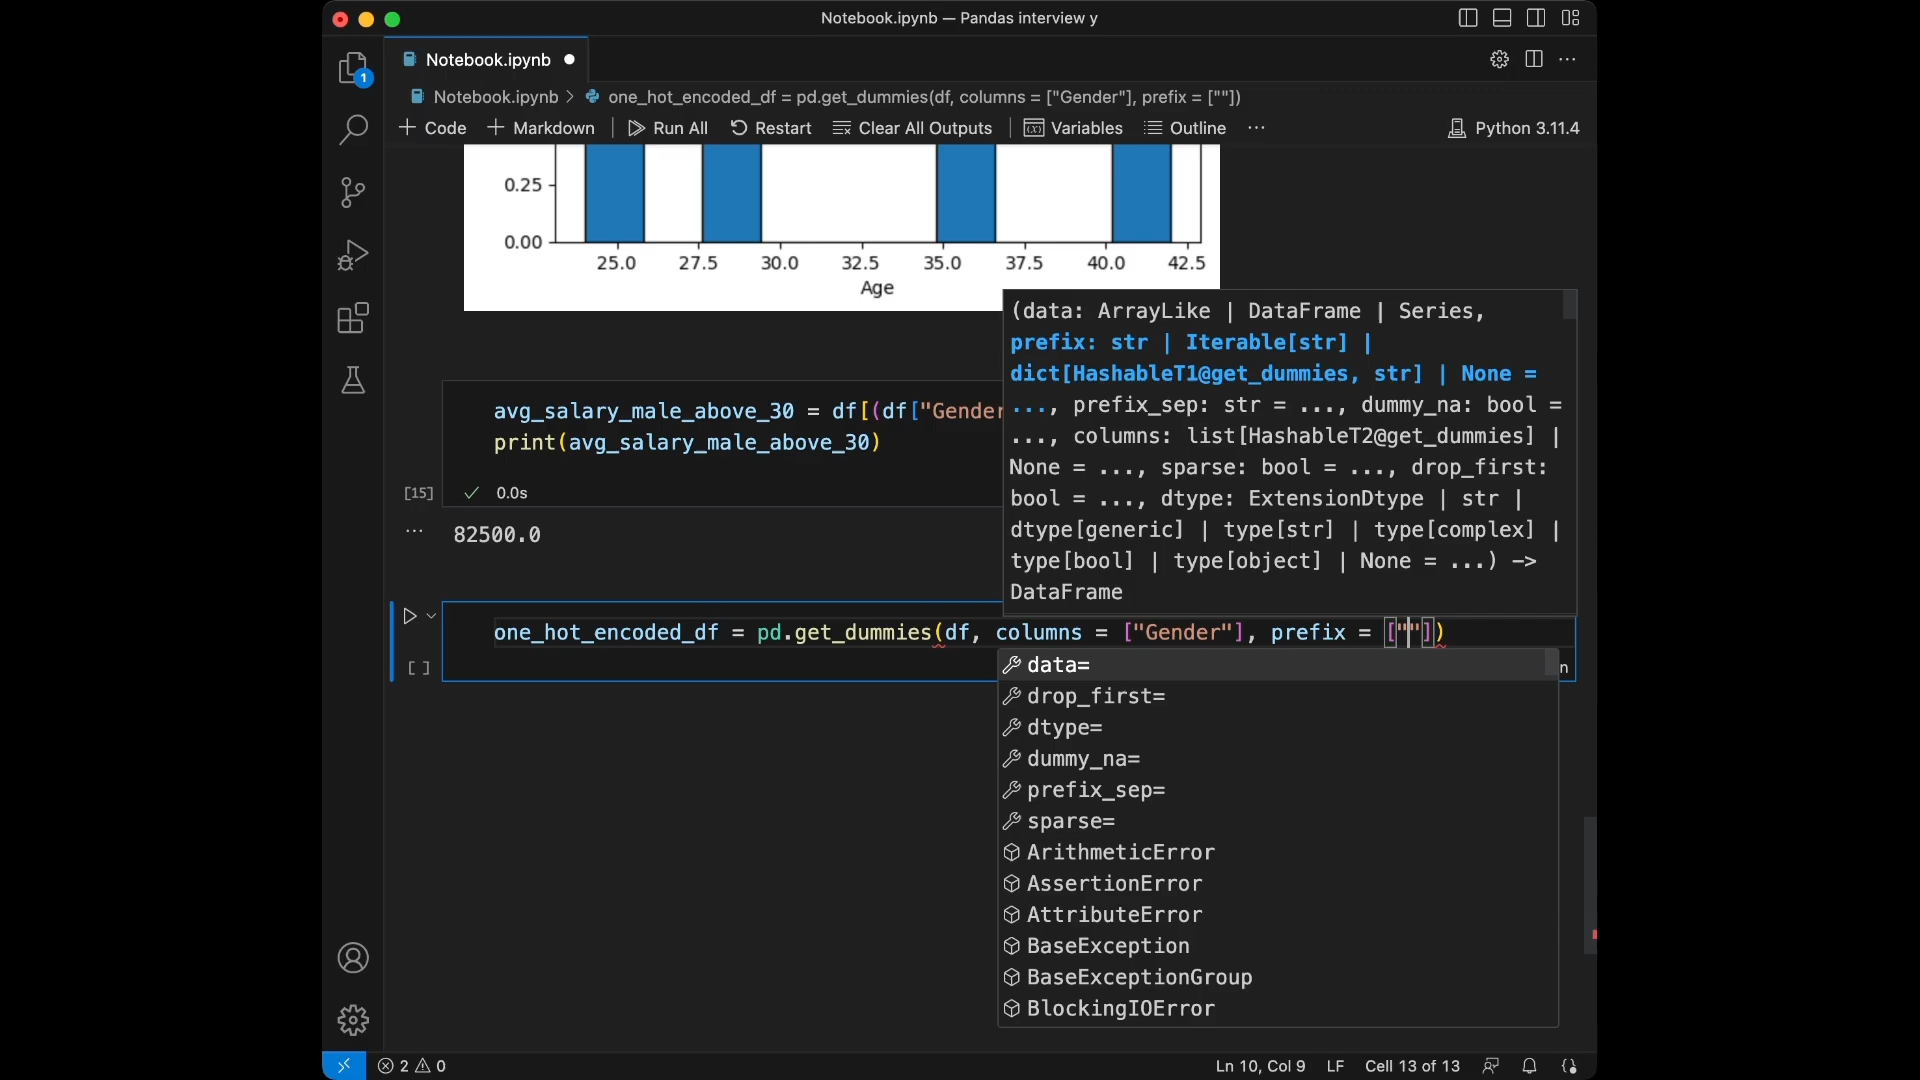 Notebook.ipynb — Pandas interview y
1
Notebook.ipynb
Notebook.ipynb > one_hot_encoded_df = pd.get_dummies(df, columns = ["Gender"], prefix = [""])
+ Code + Markdown Run All Restart Clear All Outputs Variables Outline ... Python 3.11.4
0.25
0.00
25.0 27.5 30.0 32.5 35.0 37.5 40.0 42.5
Age
(data: ArrayLike | DataFrame | Series,
prefix: str | Iterable[str] |
dict[HashableT1@get_dummies, str] | None =
..., prefix_sep: str = ..., dummy_na: bool =
..., columns: list[HashableT2@get_dummies] |
None = ..., sparse: bool = ..., drop_first:
bool = ..., dtype: ExtensionDtype | str |
dtype[generic] | type[str] | type[complex] |
type[bool] | type[object] | None = ...) ->
DataFrame
avg_salary_male_above_30 = df[(df["Gender
print(avg_salary_male_above_30)
[15] ✓ 0.0s
... 82500.0
one_hot_encoded_df = pd.get_dummies(df, columns = ["Gender"], prefix = [""])
[ ]
n
data=
drop_first=
dtype=
dummy_na=
prefix_sep=
sparse=
ArithmeticError
AssertionError
AttributeError
BaseException
BaseExceptionGroup
BlockingIOError
2 0 Ln 10, Col 9 LF Cell 13 of 13